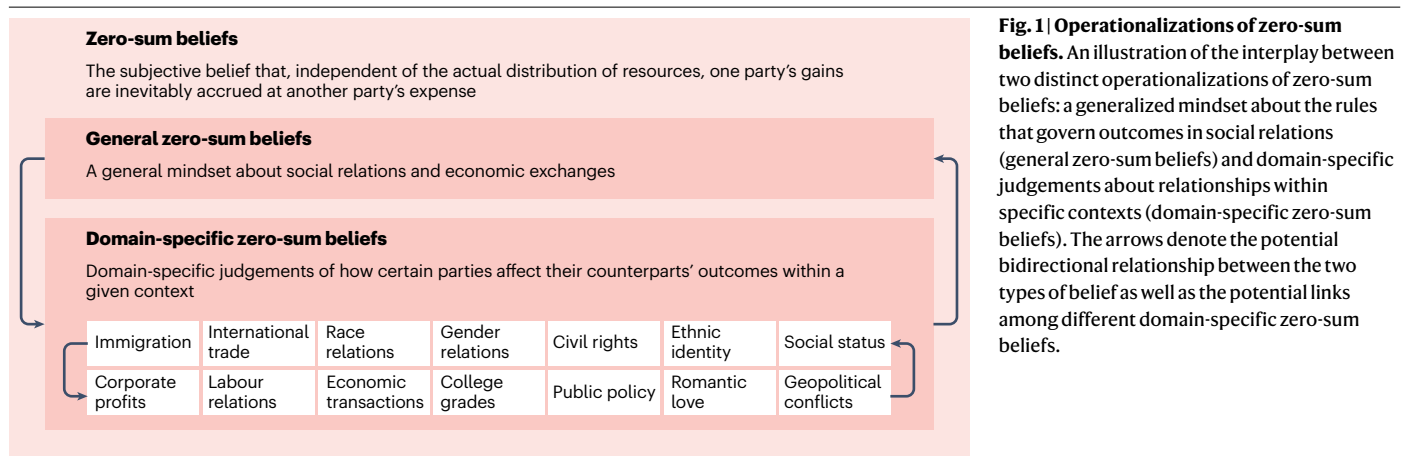 Zero-sum beliefs
The subjective belief that, independent of the actual distribution of resources, one party's gains
are inevitably accrued at another party's expense
General zero-sum beliefs
A general mindset about social relations and economic exchanges
Domain-specific zero-sum beliefs
Domain-specific judgements of how certain parties affect their counterparts' outcomes within a
given context
Immigration
International
trade
Race
relations
Gender
relations
Civil rights
Ethnic
identity
Social status
Corporate
profits
Labour
relations
Economic
transactions
College
grades
Public policy
Romantic
love
Geopolitical
conflicts
Fig. 1 | Operationalizations of zero-sum
beliefs. An illustration of the interplay between
two distinct operationalizations of zero-sum
beliefs: a generalized mindset about the rules
that govern outcomes in social relations
(general zero-sum beliefs) and domain-specific
judgements about relationships within
specific contexts (domain-specific zero-sum
beliefs). The arrows denote the potential
bidirectional relationship between the two
types of belief as well as the potential links
among different domain-specific zero-sum
beliefs.